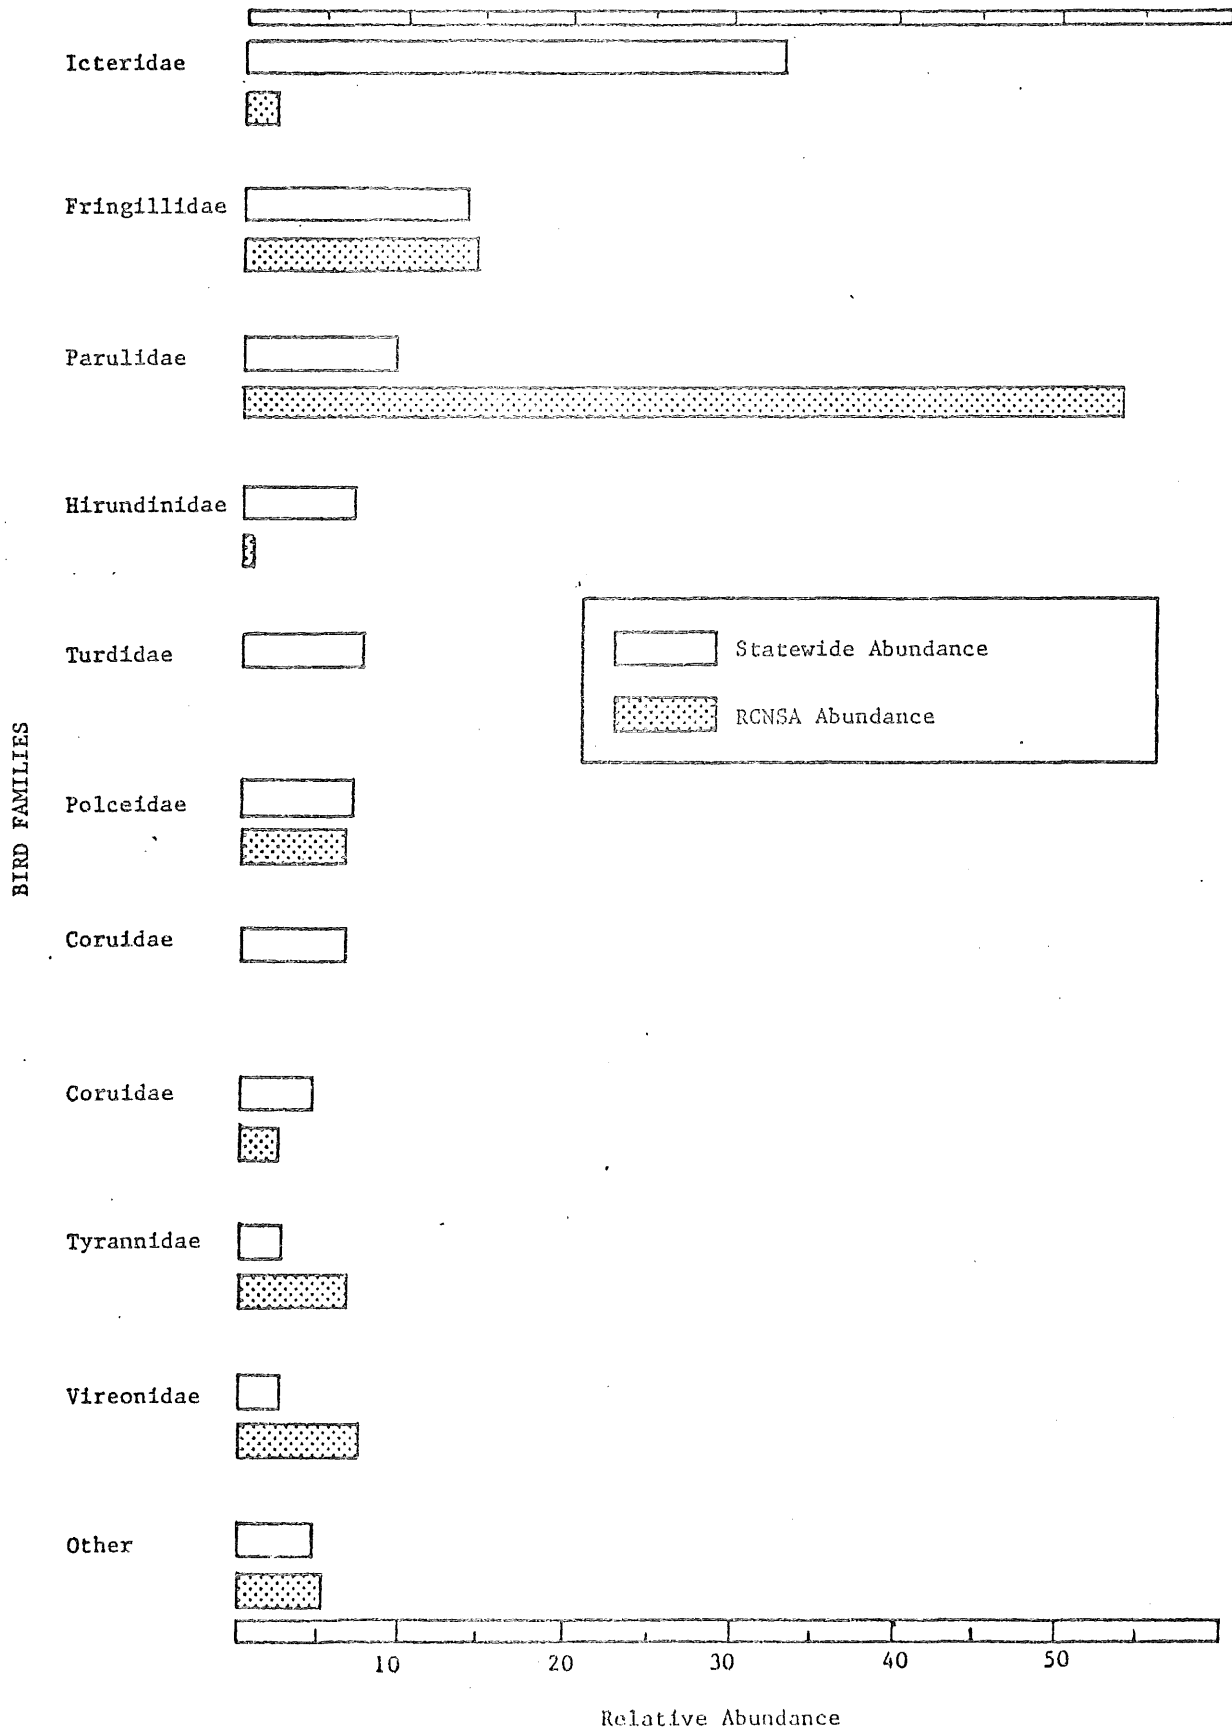 Icteridae
Fringillidae
Parulidae
Hirundinidae
Turdidae
Statewide Abundance
RCNSA Abundance
BIRD FAMILIES
Polceidae
Coruidae
Coruidae
Tyrannidae
Vireonidae
Other
10 20 30 40 50
Relative Abundance